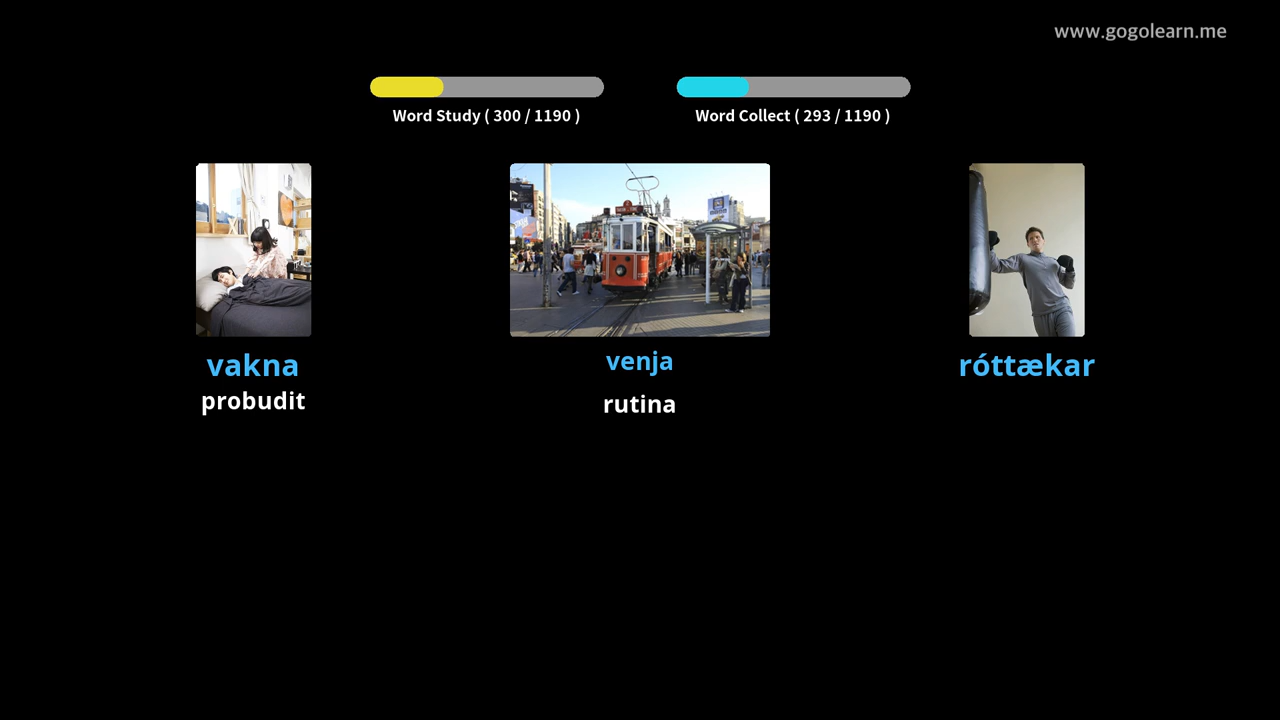 www.gogolearn.me
Word Study ( 300 / 1190 )
Word Collect ( 293 / 1190 )
vakna
probudit
venja
rutina
róttækar